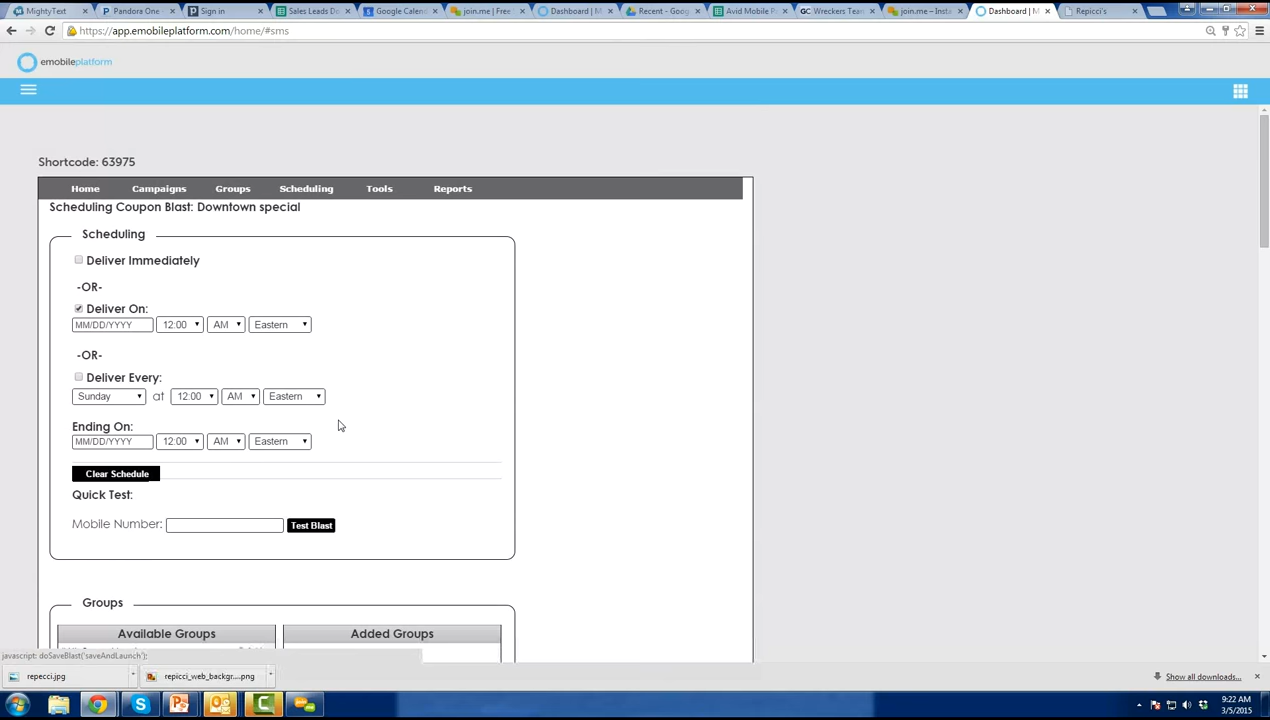 MightyText
Pandora One
Sign in
Sales Leads Do
Google Calen
join.me | Free
Dashboard | M
Recent - Goog
Avid Mobile P
Wreckers Team
join.me - Insta
Dashboard | M
Repicci's
https://app.emobileplatform.com/home/#sms
emobileplatform
Shortcode: 63975
Home Campaigns Groups Scheduling Tools Reports
Scheduling Coupon Blast: Downtown special
Scheduling
Deliver Immediately
-OR-
Deliver On:
MM/DD/YYYY 12:00 AM Eastern
-OR-
Deliver Every:
Sunday at 12:00 AM Eastern
Ending On:
MM/DD/YYYY 12:00 AM Eastern
Clear Schedule
Quick Test:
Mobile Number: Test Blast
Groups
Available Groups Added Groups
javascript: doSaveBlast('saveAndLaunch');
repecci.jpg repicci_web_backgr....png Show all downloads...
9:22 AM
3/5/2015